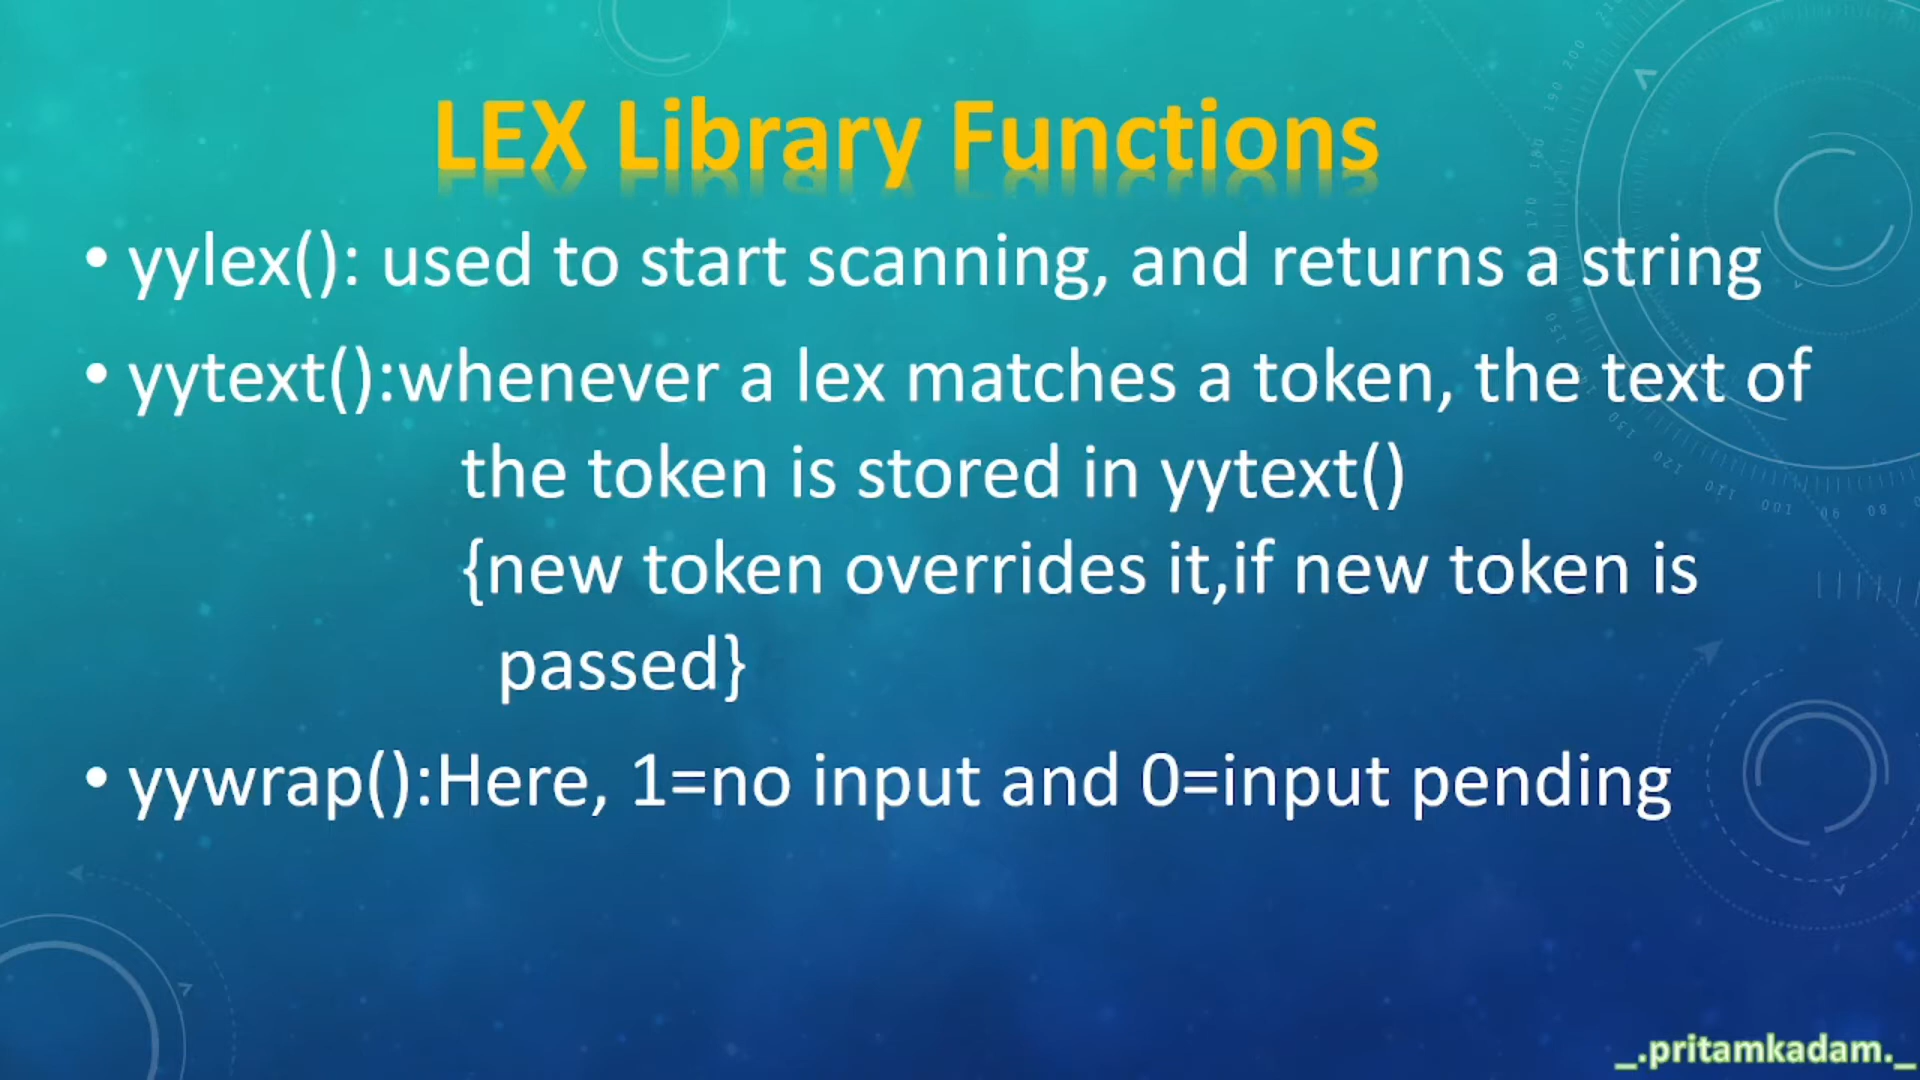 LEX Library Functions
• yylex(): used to start scanning, and returns a string
• yytext():whenever a lex matches a token, the text of
the token is stored in yytext()
{new token overrides it,if new token is
passed}
• yywrap():Here, 1=no input and 0=input pending
_.pritamkadam._